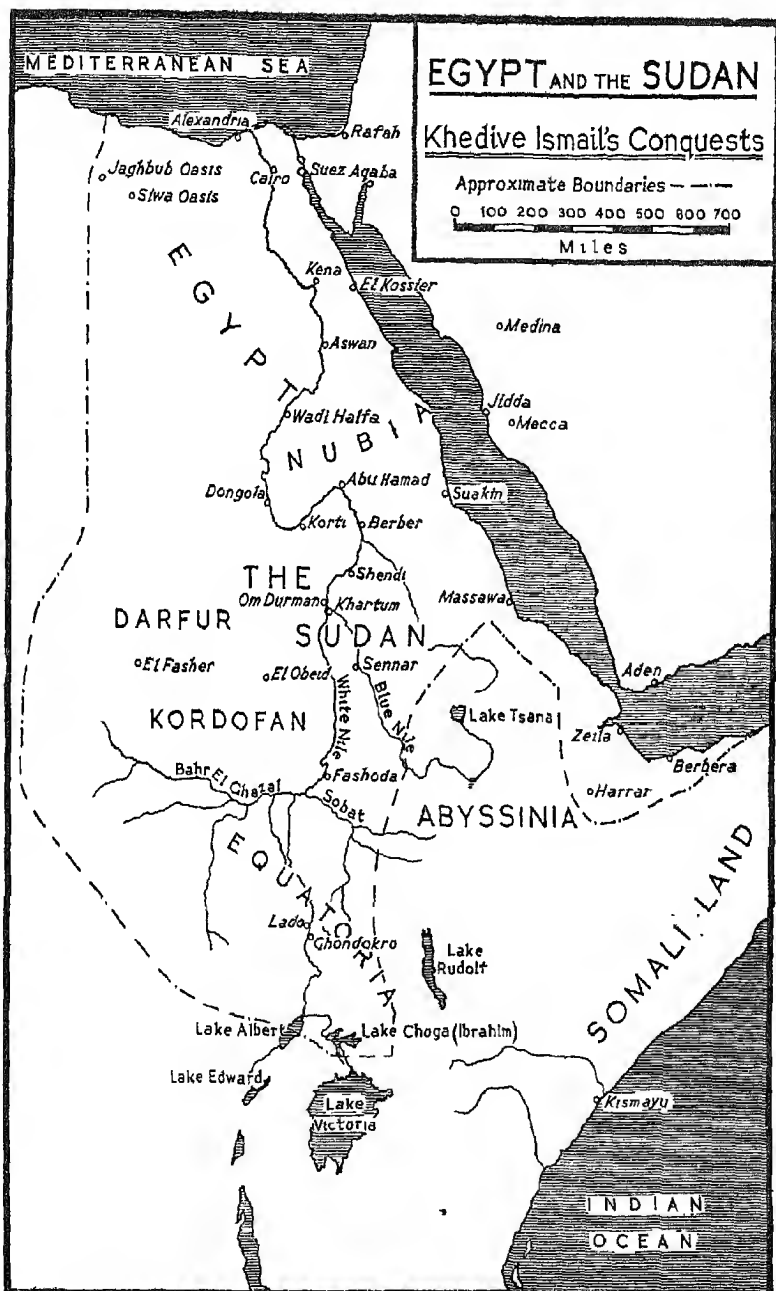 EGYPT AND THE SUDAN
Khedive Ismail's Conquests
Approximate Boundaries
0 100 200 300 400 500 600 700
Miles
MEDITERRANEAN SEA
Alexandria
Rafah
Jaghbub Oasis
Siwa Oasis
Cairo
Suez
Aqaba
EGYPT
Kena
El Kossier
Medina
Aswan
Wadi Halfa
Jidda
Mecca
NUBIA
Abu Hamad
Dongola
Suakin
Korti
Berber
THE
Shendi
Om Durman
Khartum
Massawa
DARFUR
SUDAN
El Fasher
El Obeid
Sennar
Aden
White Nile
Blue Nile
Lake Tsana
KORDOFAN
Zeila
Berbera
Bahr El Ghazal
Fashoda
Harrar
Sobat
ABYSSINIA
EQUATORIA
Lado
Ghondokro
Lake
Rudolf
SOMALI LAND
Lake Albert
Lake Choga (Ibrahim)
Lake Edward
Lake
Victoria
Kismayu
INDIAN
OCEAN